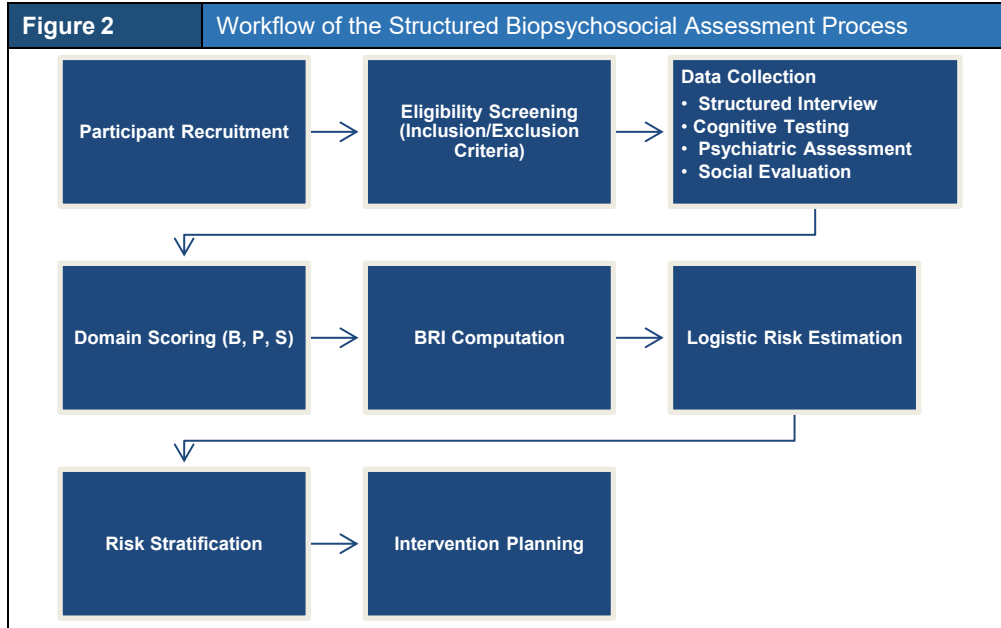 Figure 2
Workflow of the Structured Biopsychosocial Assessment Process
Participant Recruitment
Eligibility Screening
(Inclusion/Exclusion
Criteria)
Data Collection
• Structured Interview
• Cognitive Testing
• Psychiatric Assessment
• Social Evaluation
Domain Scoring (B, P, S)
BRI Computation
Logistic Risk Estimation
Risk Stratification
Intervention Planning